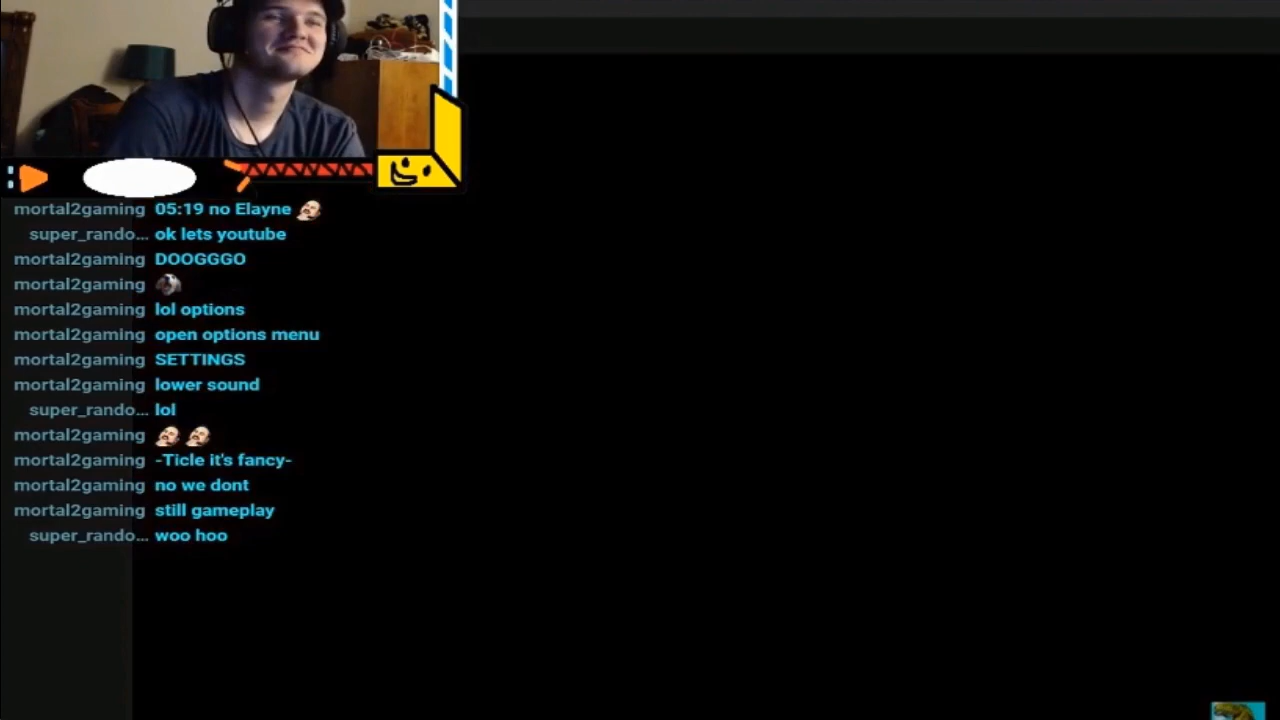 mortal2gaming 05:19 no Elayne
super_rando... ok lets youtube
mortal2gaming DOOGGGO
mortal2gaming
mortal2gaming lol options
mortal2gaming open options menu
mortal2gaming SETTINGS
mortal2gaming lower sound
super_rando... lol
mortal2gaming
mortal2gaming -Ticle it's fancy-
mortal2gaming no we dont
mortal2gaming still gameplay
super_rando... woo hoo